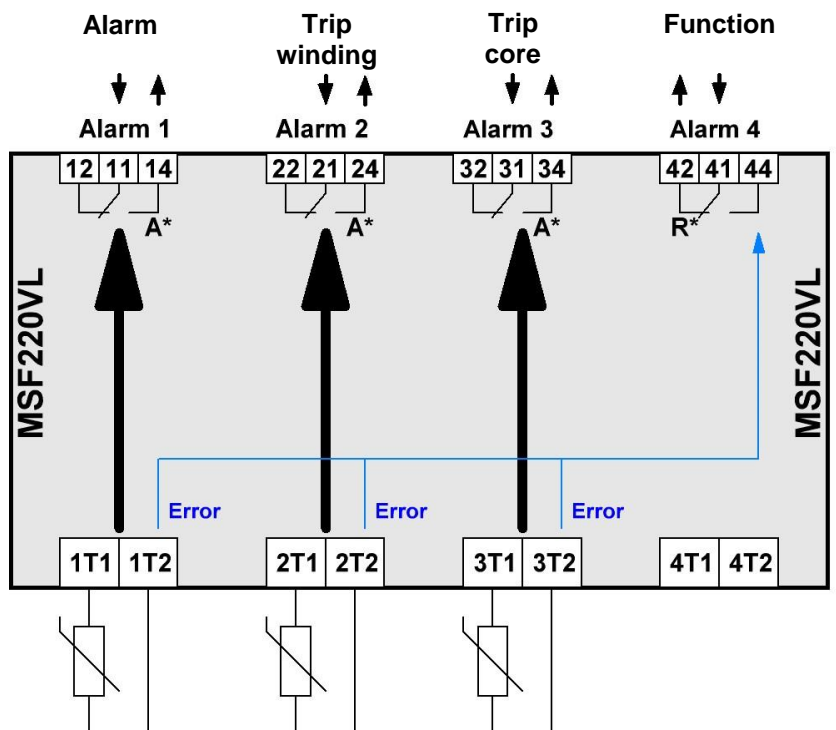 Alarm Trip winding Trip core Function
Alarm 1 Alarm 2 Alarm 3 Alarm 4
12 11 14 22 21 24 32 31 34 42 41 44
A* A* A* R*
MSF220VL MSF220VL
Error Error Error
1T1 1T2 2T1 2T2 3T1 3T2 4T1 4T2